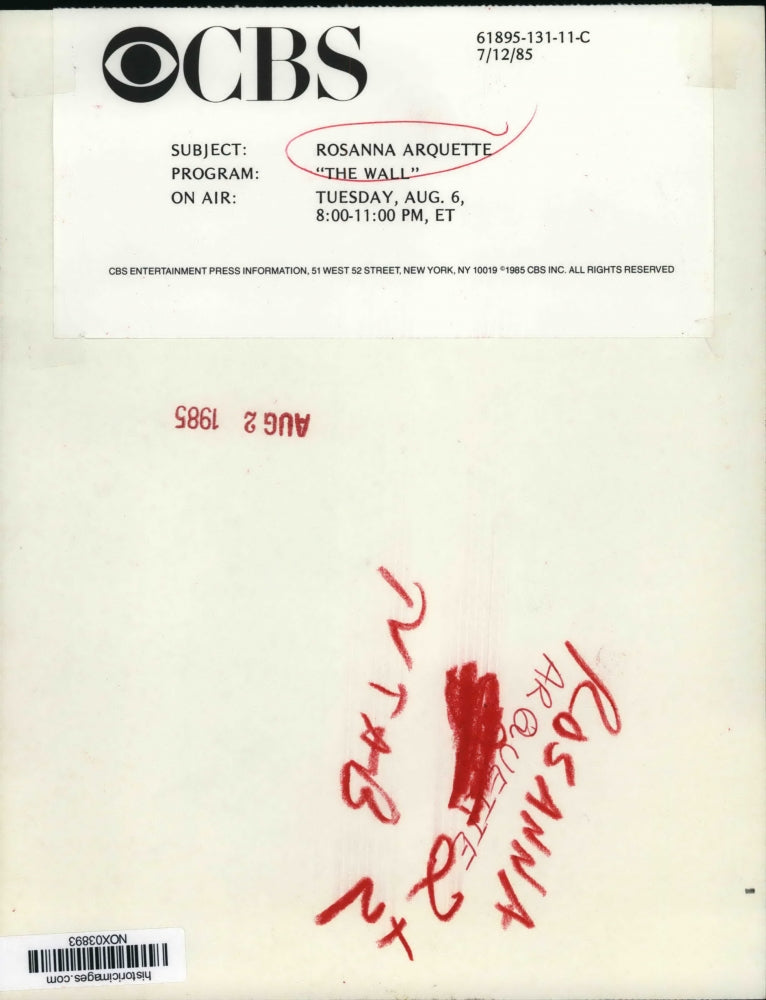 CBS
61895-131-11-C
7/12/85
SUBJECT: ROSANNA ARQUETTE
PROGRAM: “THE WALL”
ON AIR: TUESDAY, AUG. 6,
8:00-11:00 PM, ET
CBS ENTERTAINMENT PRESS INFORMATION, 51 WEST 52 STREET, NEW YORK, NY 10019 ©1985 CBS INC. ALL RIGHTS RESERVED
AUG 2 1985
ROSANNA
ARQUETTE
TAB
2
historicimages.com
NOX03893